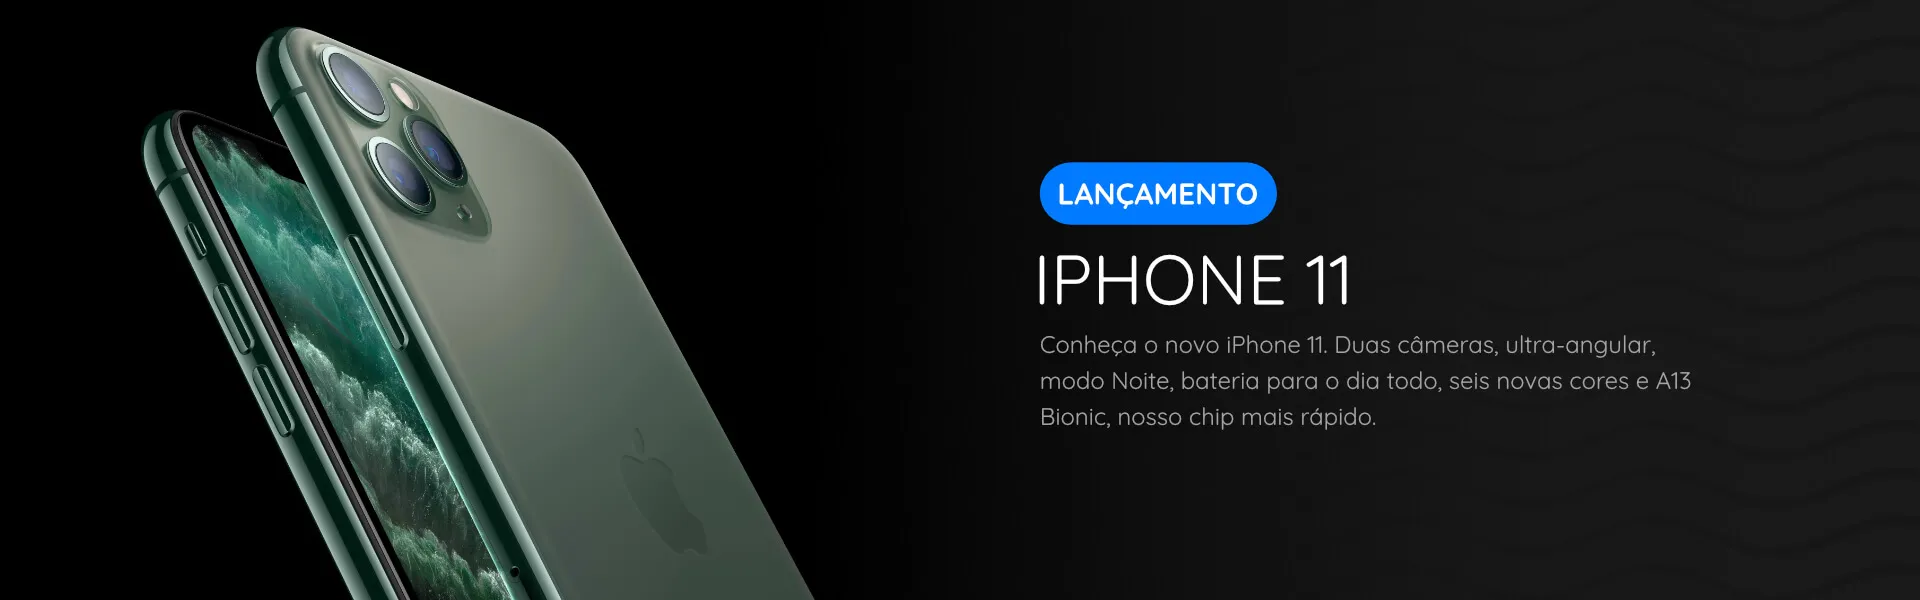 LANÇAMENTO
IPHONE 11
Conheça o novo iPhone 11. Duas câmeras, ultra-angular,
modo Noite, bateria para o dia todo, seis novas cores e A13
Bionic, nosso chip mais rápido.